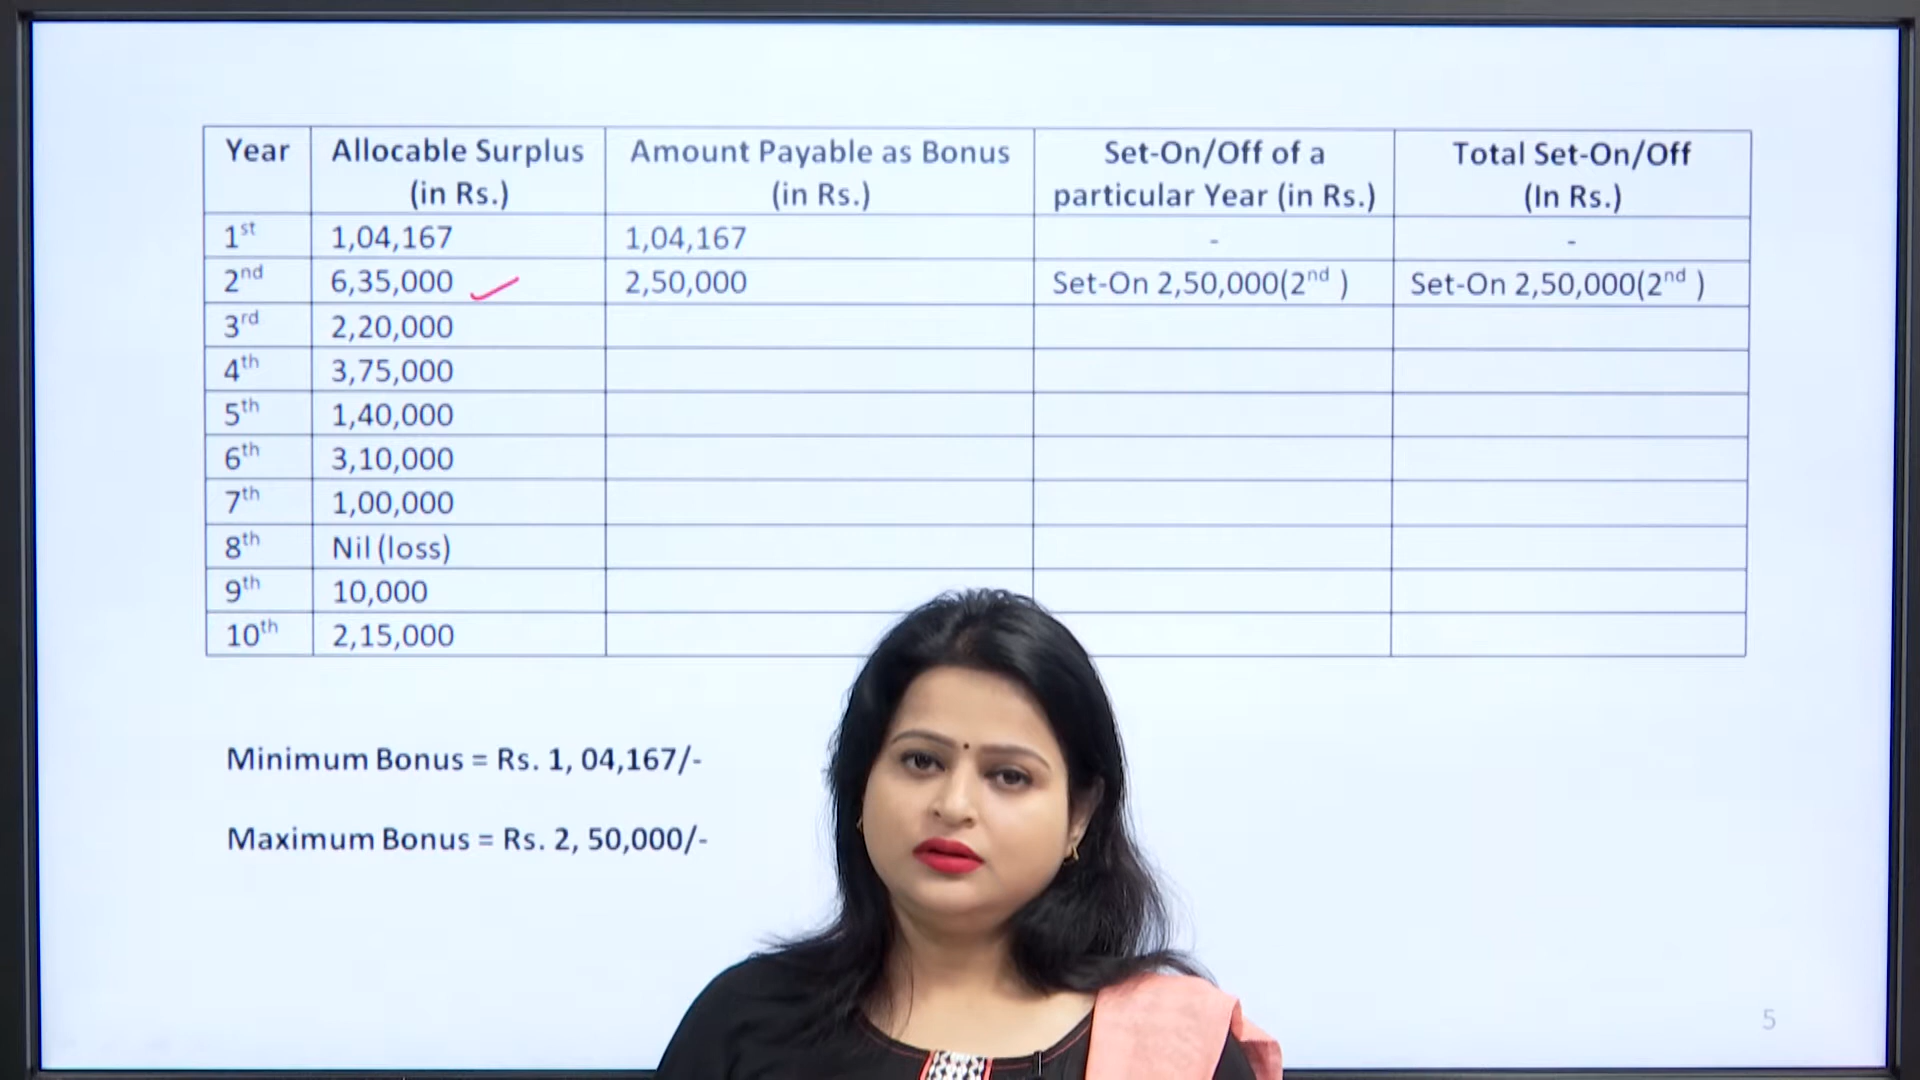 Year | Allocable Surplus (in Rs.) | Amount Payable as Bonus (in Rs.) | Set-On/Off of a particular Year (in Rs.) | Total Set-On/Off (In Rs.)
1st | 1,04,167 | 1,04,167 | - | -
2nd | 6,35,000 | 2,50,000 | Set-On 2,50,000(2nd ) | Set-On 2,50,000(2nd )
3rd | 2,20,000
4th | 3,75,000
5th | 1,40,000
6th | 3,10,000
7th | 1,00,000
8th | Nil (loss)
9th | 10,000
10th | 2,15,000
Minimum Bonus = Rs. 1, 04,167/-
Maximum Bonus = Rs. 2, 50,000/-
5